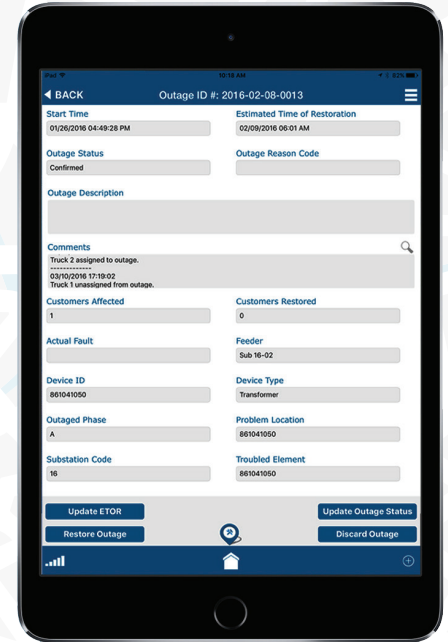 iPad
10:18 AM
82%
BACK
Outage ID #: 2016-02-08-0013
Start Time
Estimated Time of Restoration
01/26/2016 04:49:28 PM
02/09/2016 06:01 AM
Outage Status
Outage Reason Code
Confirmed
Outage Description
Comments
Truck 2 assigned to outage.
-------------
03/10/2016 17:19:02
Truck 1 unassigned from outage.
Customers Affected
Customers Restored
1
0
Actual Fault
Feeder
Sub 16-02
Device ID
Device Type
861041050
Transformer
Outaged Phase
Problem Location
A
861041050
Substation Code
Troubled Element
16
861041050
Update ETOR
Update Outage Status
Restore Outage
Discard Outage